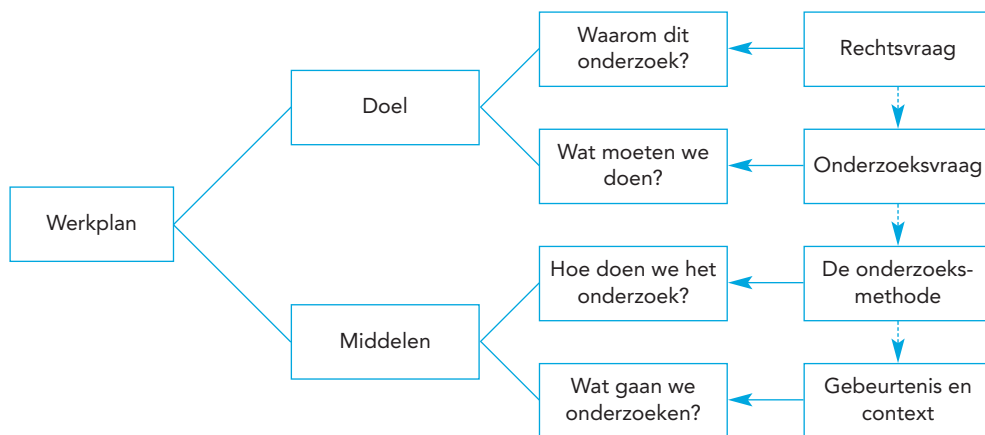 Werkplan
Doel
Middelen
Waarom dit
onderzoek?
Wat moeten we
doen?
Hoe doen we het
onderzoek?
Wat gaan we
onderzoeken?
Rechtsvraag
Onderzoeksvraag
De onderzoeks-
methode
Gebeurtenis en
context